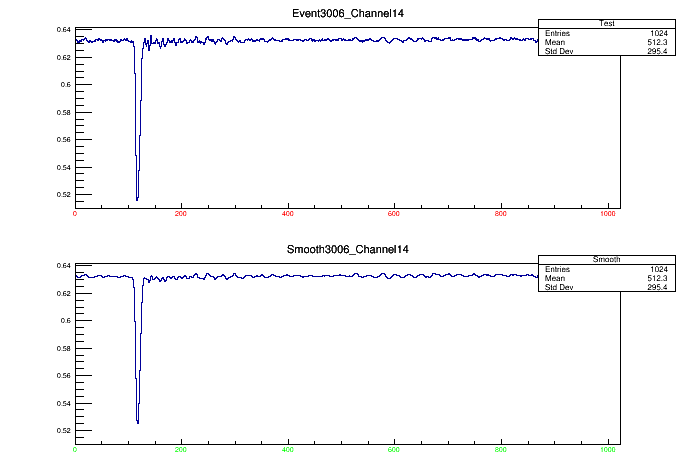 Event3006_Channel14
Test
Entries 1024
Mean 512.3
Std Dev 295.4
0.64
0.62
0.6
0.58
0.56
0.54
0.52
0 200 400 600 800 1000
Smooth3006_Channel14
Smooth
Entries 1024
Mean 512.3
Std Dev 295.4
0.64
0.62
0.6
0.58
0.56
0.54
0.52
0 200 400 600 800 1000